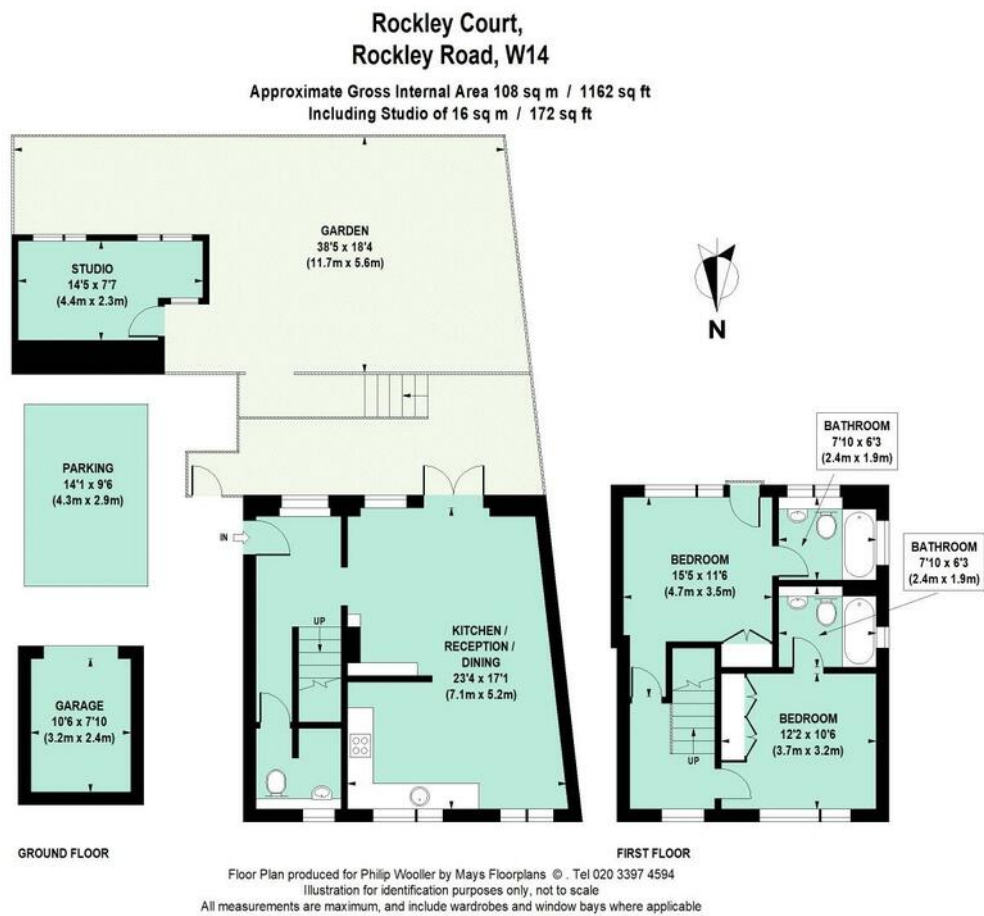 Rockley Court,
Rockley Road, W14
Approximate Gross Internal Area 108 sq m / 1162 sq ft
Including Studio of 16 sq m / 172 sq ft
GARDEN
38'5 x 18'4
(11.7m x 5.6m)
STUDIO
14'5 x 7'7
(4.4m x 2.3m)
N
PARKING
14'1 x 9'6
(4.3m x 2.9m)
IN
UP
KITCHEN /
RECEPTION /
DINING
23'4 x 17'1
(7.1m x 5.2m)
GARAGE
10'6 x 7'10
(3.2m x 2.4m)
BATHROOM
7'10 x 6'3
(2.4m x 1.9m)
BATHROOM
7'10 x 6'3
(2.4m x 1.9m)
BEDROOM
15'5 x 11'6
(4.7m x 3.5m)
UP
BEDROOM
12'2 x 10'6
(3.7m x 3.2m)
GROUND FLOOR
FIRST FLOOR
Floor Plan produced for Philip Wooller by Mays Floorplans © . Tel 020 3397 4594
Illustration for identification purposes only, not to scale
All measurements are maximum, and include wardrobes and window bays where applicable